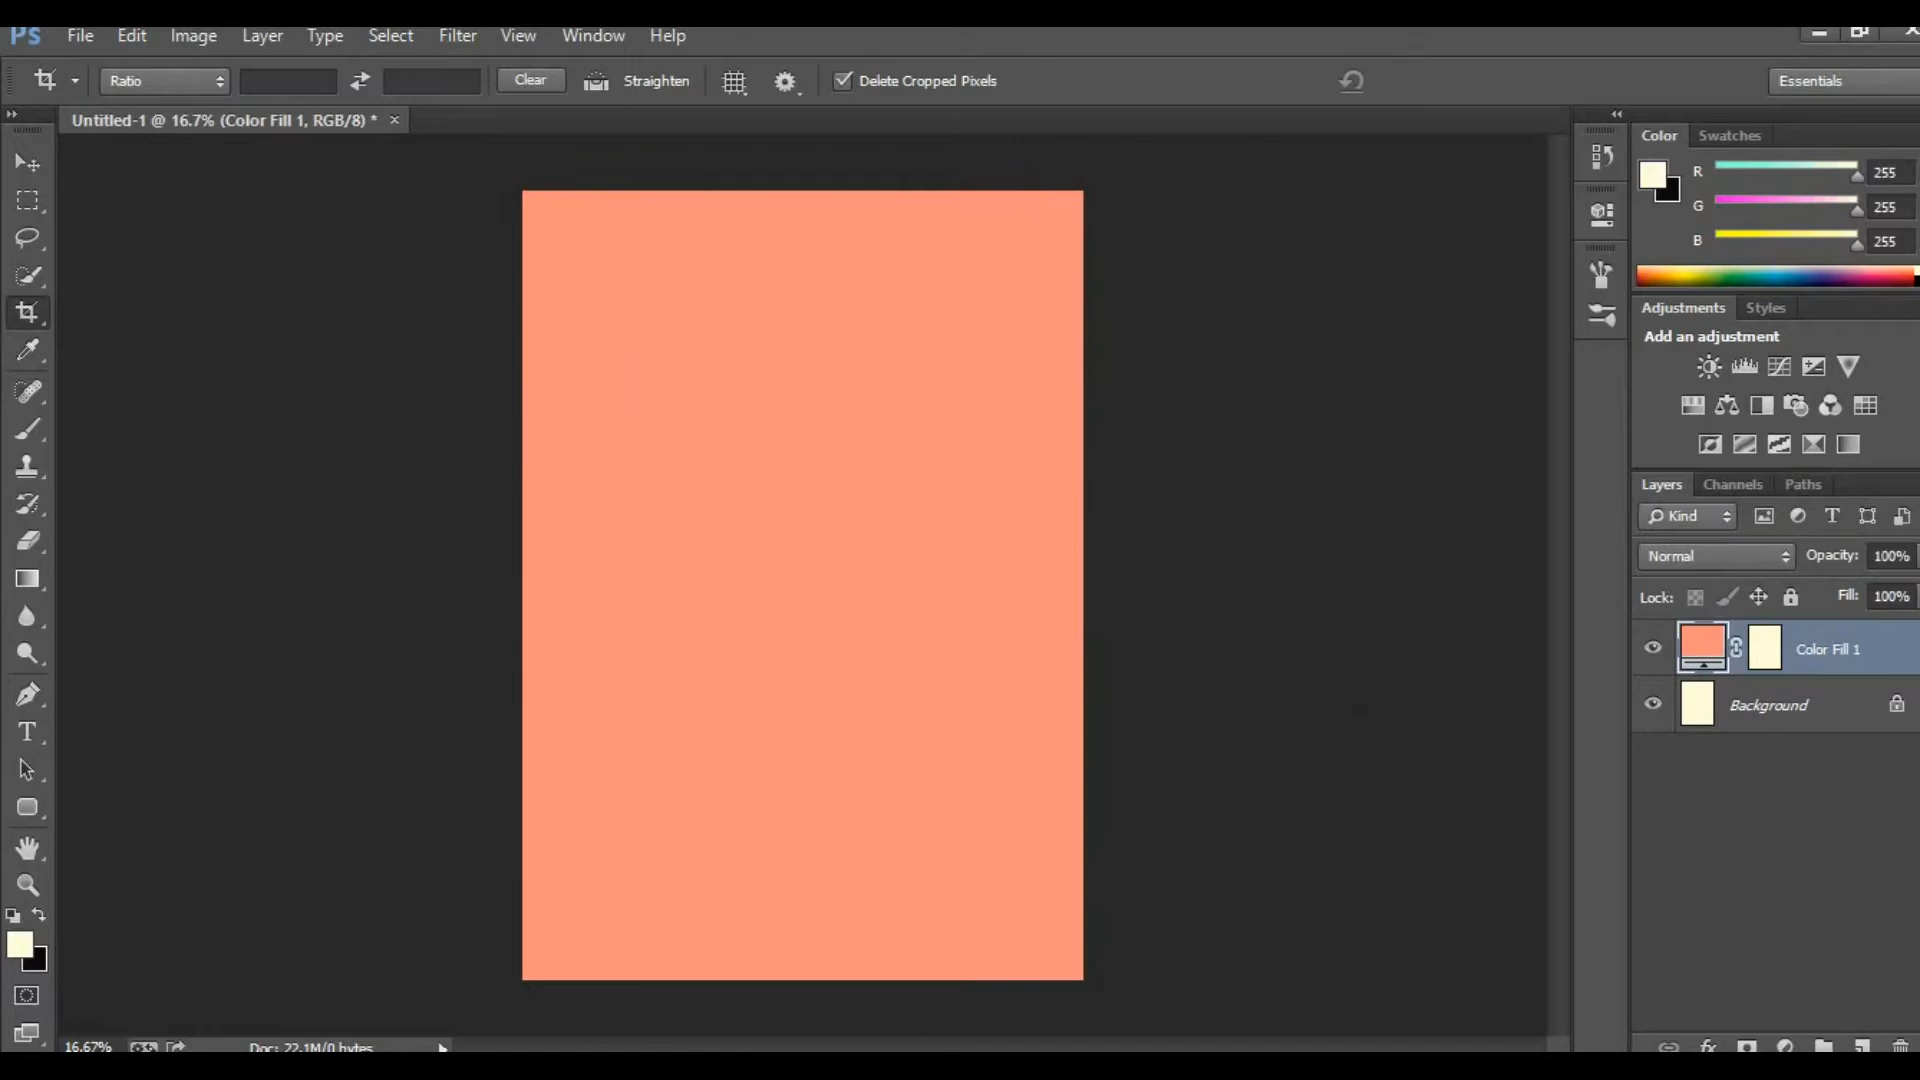 Ps File Edit Image Layer Type Select Filter View Window Help
Ratio Clear Straighten Delete Cropped Pixels Essentials
Untitled-1 @ 16.7% (Color Fill 1, RGB/8) * ×
Color Swatches
R 255
G 255
B 255
Adjustments Styles
Add an adjustment
Layers Channels Paths
Kind T
Normal Opacity: 100%
Lock: Fill: 100%
Color Fill 1
Background
T
16.67% Doc: 22.1M/0 bytes fx